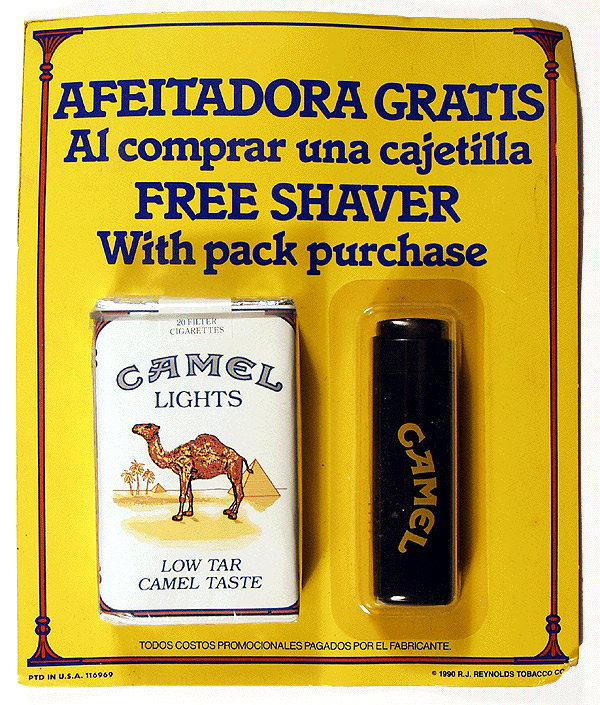 AFEITADORA GRATIS
Al comprar una cajetilla
FREE SHAVER
With pack purchase
20 FILTER
CIGARETTES
CAMEL
LIGHTS
LOW TAR
CAMEL TASTE
CAMEL
TODOS COSTOS PROMOCIONALES PAGADOS POR EL FABRICANTE.
PTD IN U.S.A. 116969
© 1990 R.J. REYNOLDS TOBACCO CO